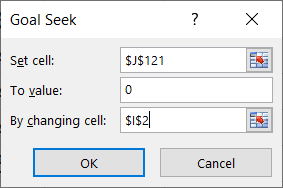 Goal Seek ? ×
Set cell: $J$121
To value: 0
By changing cell: $I$2
OK Cancel